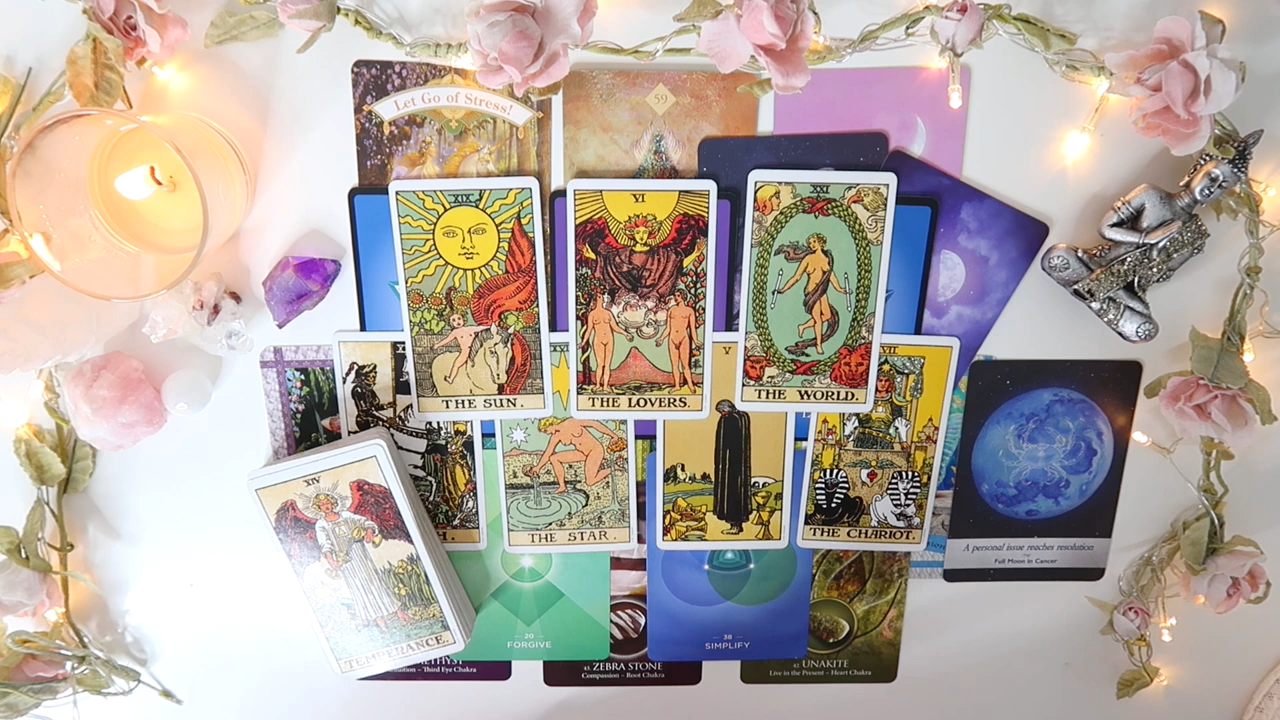 Let Go of Stress!
59
XIX
THE SUN.
VI
THE LOVERS.
XXI
THE WORLD.
H.
THE STAR.
V
VII
THE CHARIOT.
XIV
TEMPERANCE.
A personal issue reaches resolution
Full Moon in Cancer
20
FORGIVE
38
SIMPLIFY
Third Eye Chakra
43. ZEBRA STONE
Compassion – Root Chakra
42. UNAKITE
Live in the Present – Heart Chakra